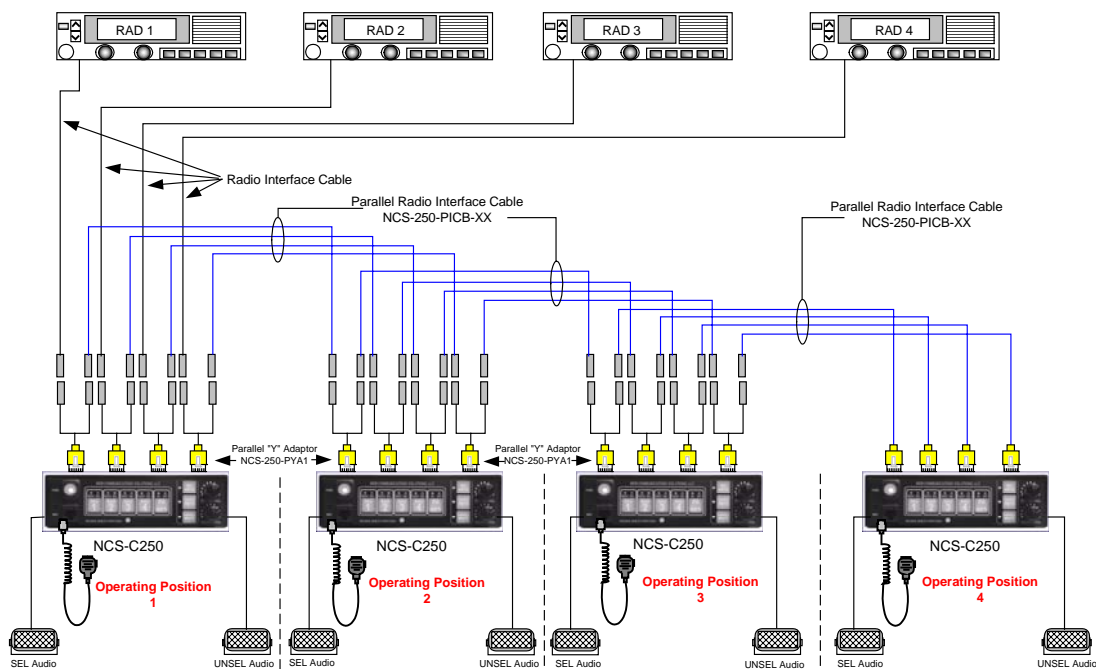 RAD 1
RAD 2
RAD 3
RAD 4
Radio Interface Cable
Parallel Radio Interface Cable
NCS-250-PICB-XX
Parallel Radio Interface Cable
NCS-250-PICB-XX
Parallel "Y" Adaptor
NCS-250-PYA1
Parallel "Y" Adaptor
NCS-250-PYA1
NCS-C250
NCS-C250
NCS-C250
NCS-C250
Operating Position
1
Operating Position
2
Operating Position
3
Operating Position
4
SEL Audio
UNSEL Audio
SEL Audio
UNSEL Audio
SEL Audio
UNSEL Audio
SEL Audio
UNSEL Audio